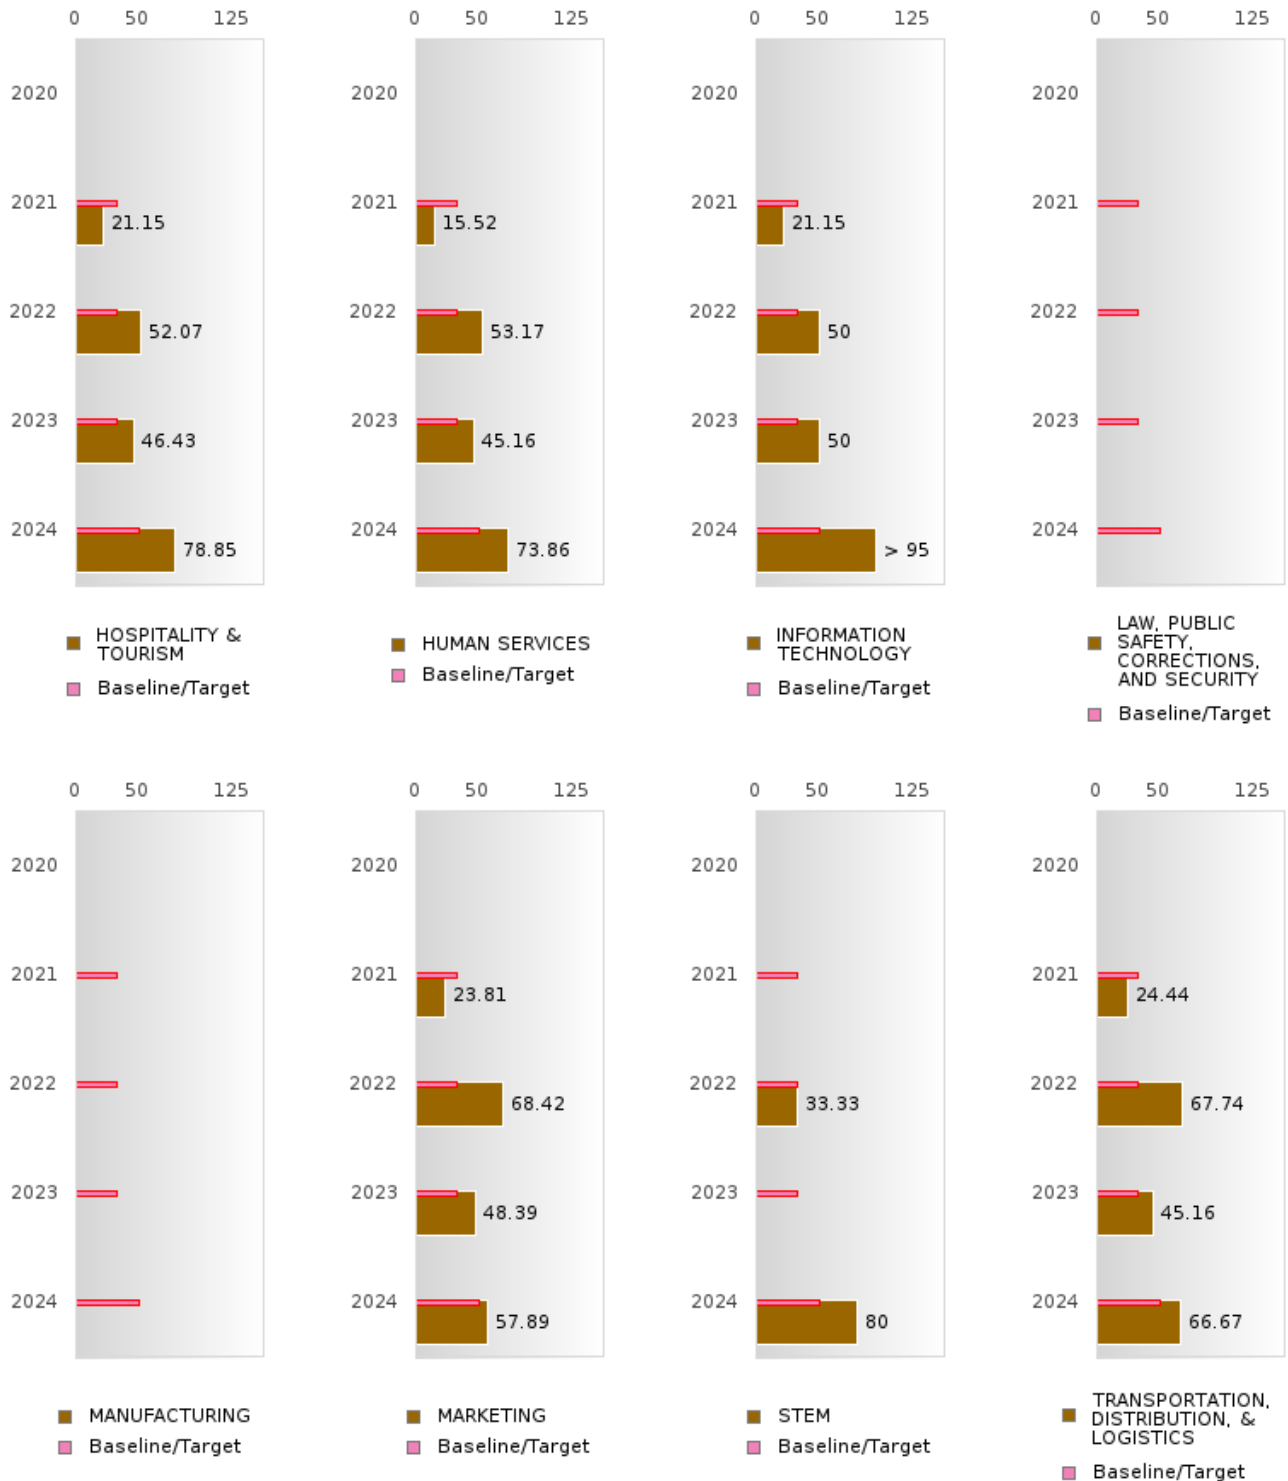 0 50 125
2020
2021
21.15
2022
52.07
2023
46.43
2024
78.85
HOSPITALITY &
TOURISM
Baseline/Target
0 50 125
2020
2021
15.52
2022
53.17
2023
45.16
2024
73.86
HUMAN SERVICES
Baseline/Target
0 50 125
2020
2021
21.15
2022
50
2023
50
2024
> 95
INFORMATION
TECHNOLOGY
Baseline/Target
0 50 125
2020
2021
2022
2023
2024
LAW, PUBLIC
SAFETY,
CORRECTIONS,
AND SECURITY
Baseline/Target
0 50 125
2020
2021
2022
2023
2024
MANUFACTURING
Baseline/Target
0 50 125
2020
2021
23.81
2022
68.42
2023
48.39
2024
57.89
MARKETING
Baseline/Target
0 50 125
2020
2021
2022
33.33
2023
2024
80
STEM
Baseline/Target
0 50 125
2020
2021
24.44
2022
67.74
2023
45.16
2024
66.67
TRANSPORTATION,
DISTRIBUTION, &
LOGISTICS
Baseline/Target